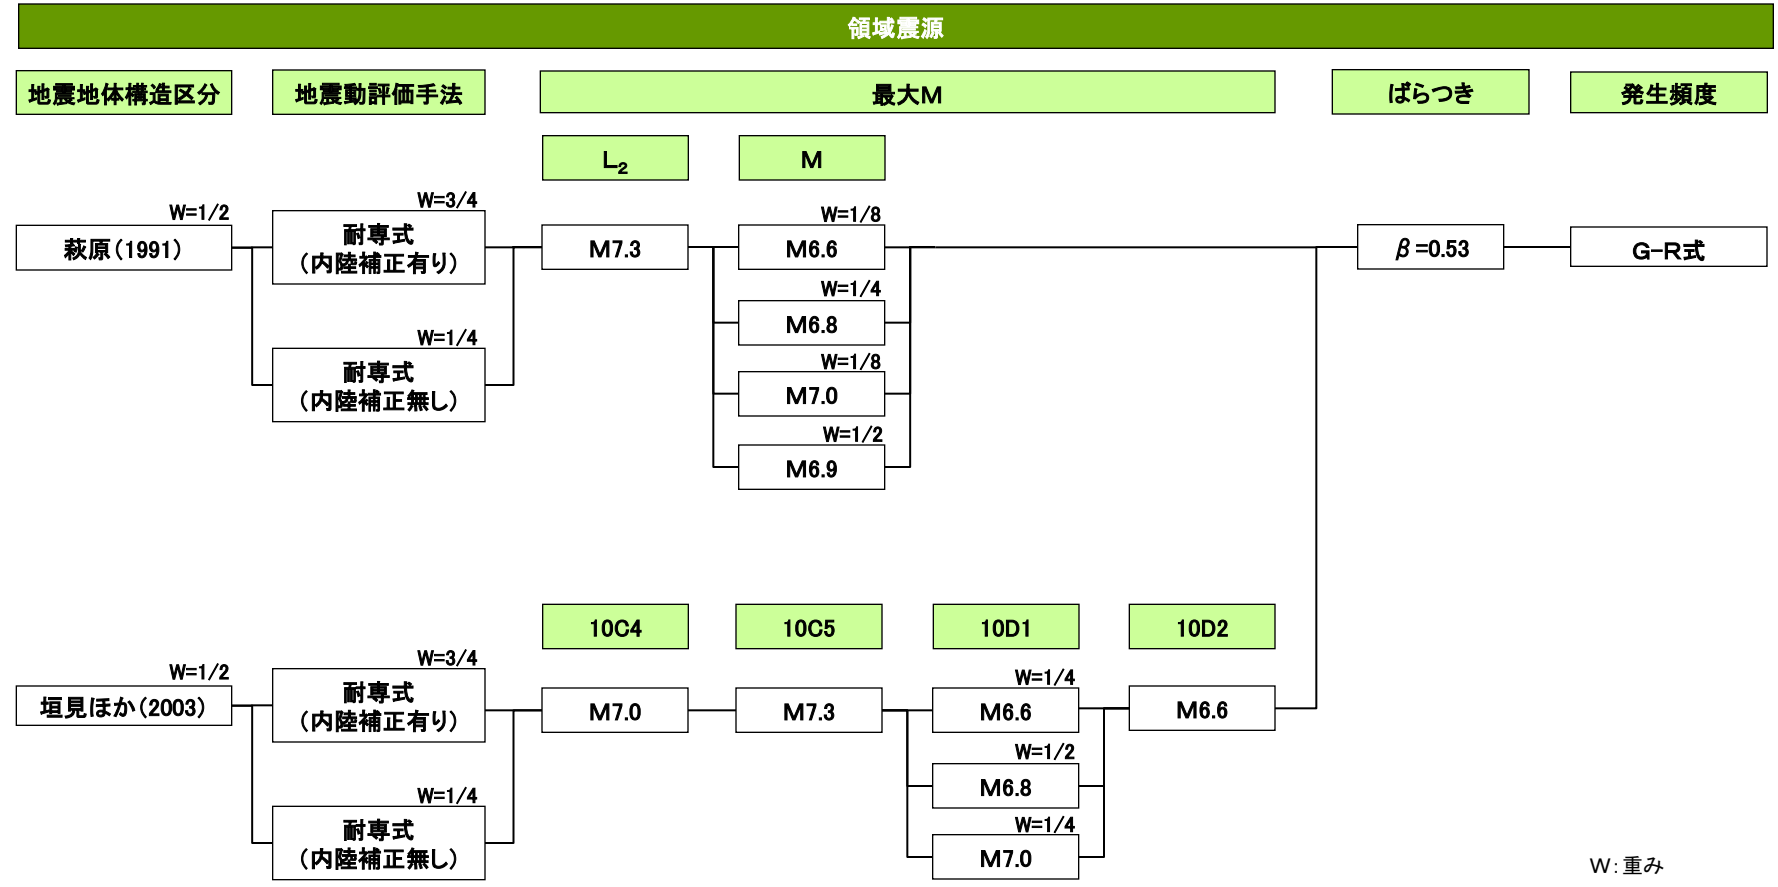 領域震源
地震地体構造区分
地震動評価手法
最大M
ばらつき
発生頻度
L₂
M
W=1/2
萩原(1991)
W=3/4
耐専式
(内陸補正有り)
W=1/4
耐専式
(内陸補正無し)
M7.3
W=1/8
M6.6
W=1/4
M6.8
W=1/8
M7.0
W=1/2
M6.9
β=0.53
G-R式
10C4
10C5
10D1
10D2
W=1/2
垣見ほか(2003)
W=3/4
耐専式
(内陸補正有り)
W=1/4
耐専式
(内陸補正無し)
M7.0
M7.3
W=1/4
M6.6
W=1/2
M6.8
W=1/4
M7.0
M6.6
W:重み